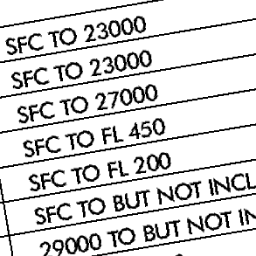 SFC TO 23000
SFC TO 23000
SFC TO 27000
SFC TO FL 450
SFC TO FL 200
SFC TO BUT NOT INCL
29000 TO BUT NOT IN